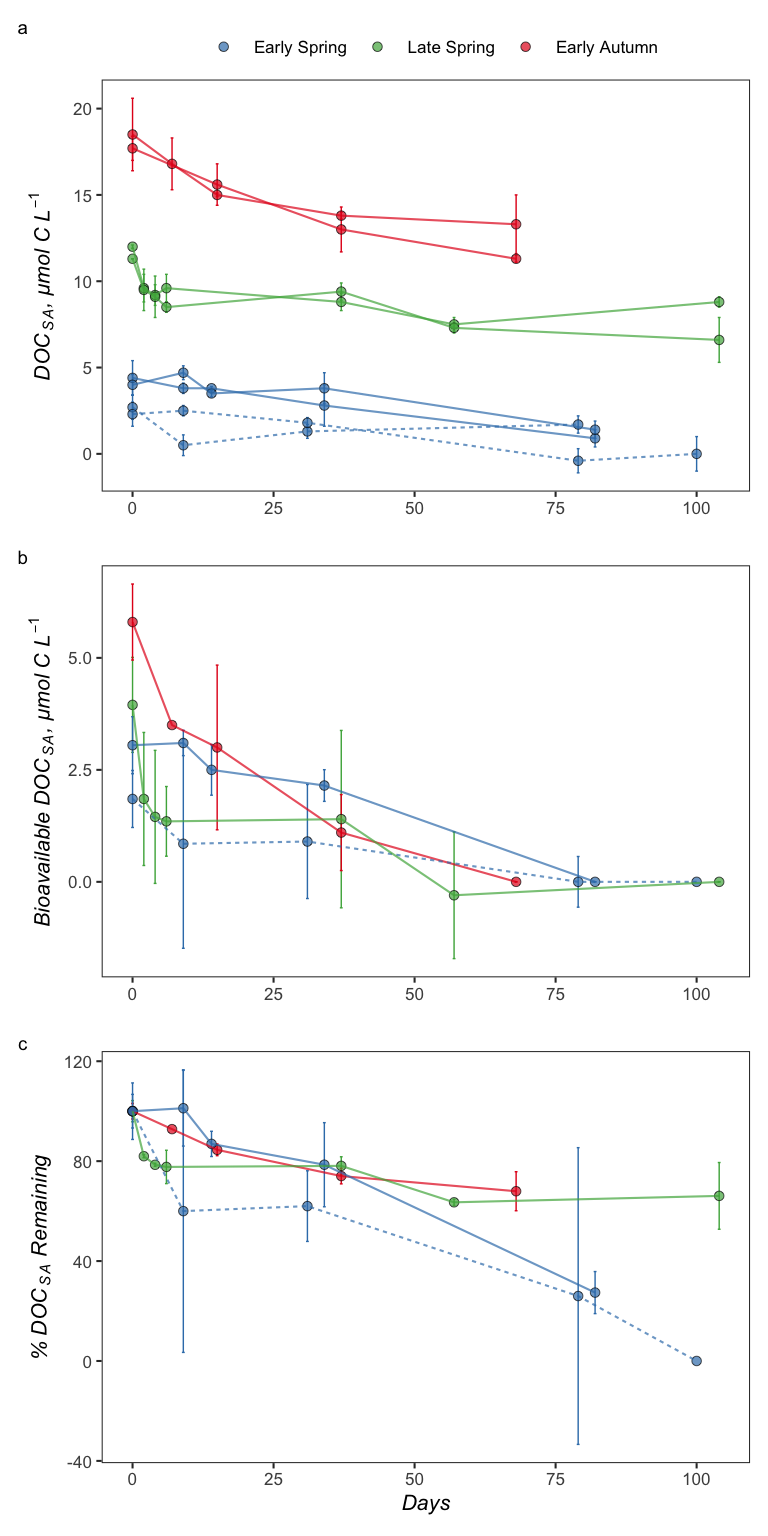 a
Early Spring Late Spring Early Autumn
DOC_SA, μmol C L⁻¹
20
15
10
5
0
0 25 50 75 100
b
Bioavailable DOC_SA, μmol C L⁻¹
5.0
2.5
0.0
0 25 50 75 100
c
% DOC_SA Remaining
120
80
40
0
-40
0 25 50 75 100
Days